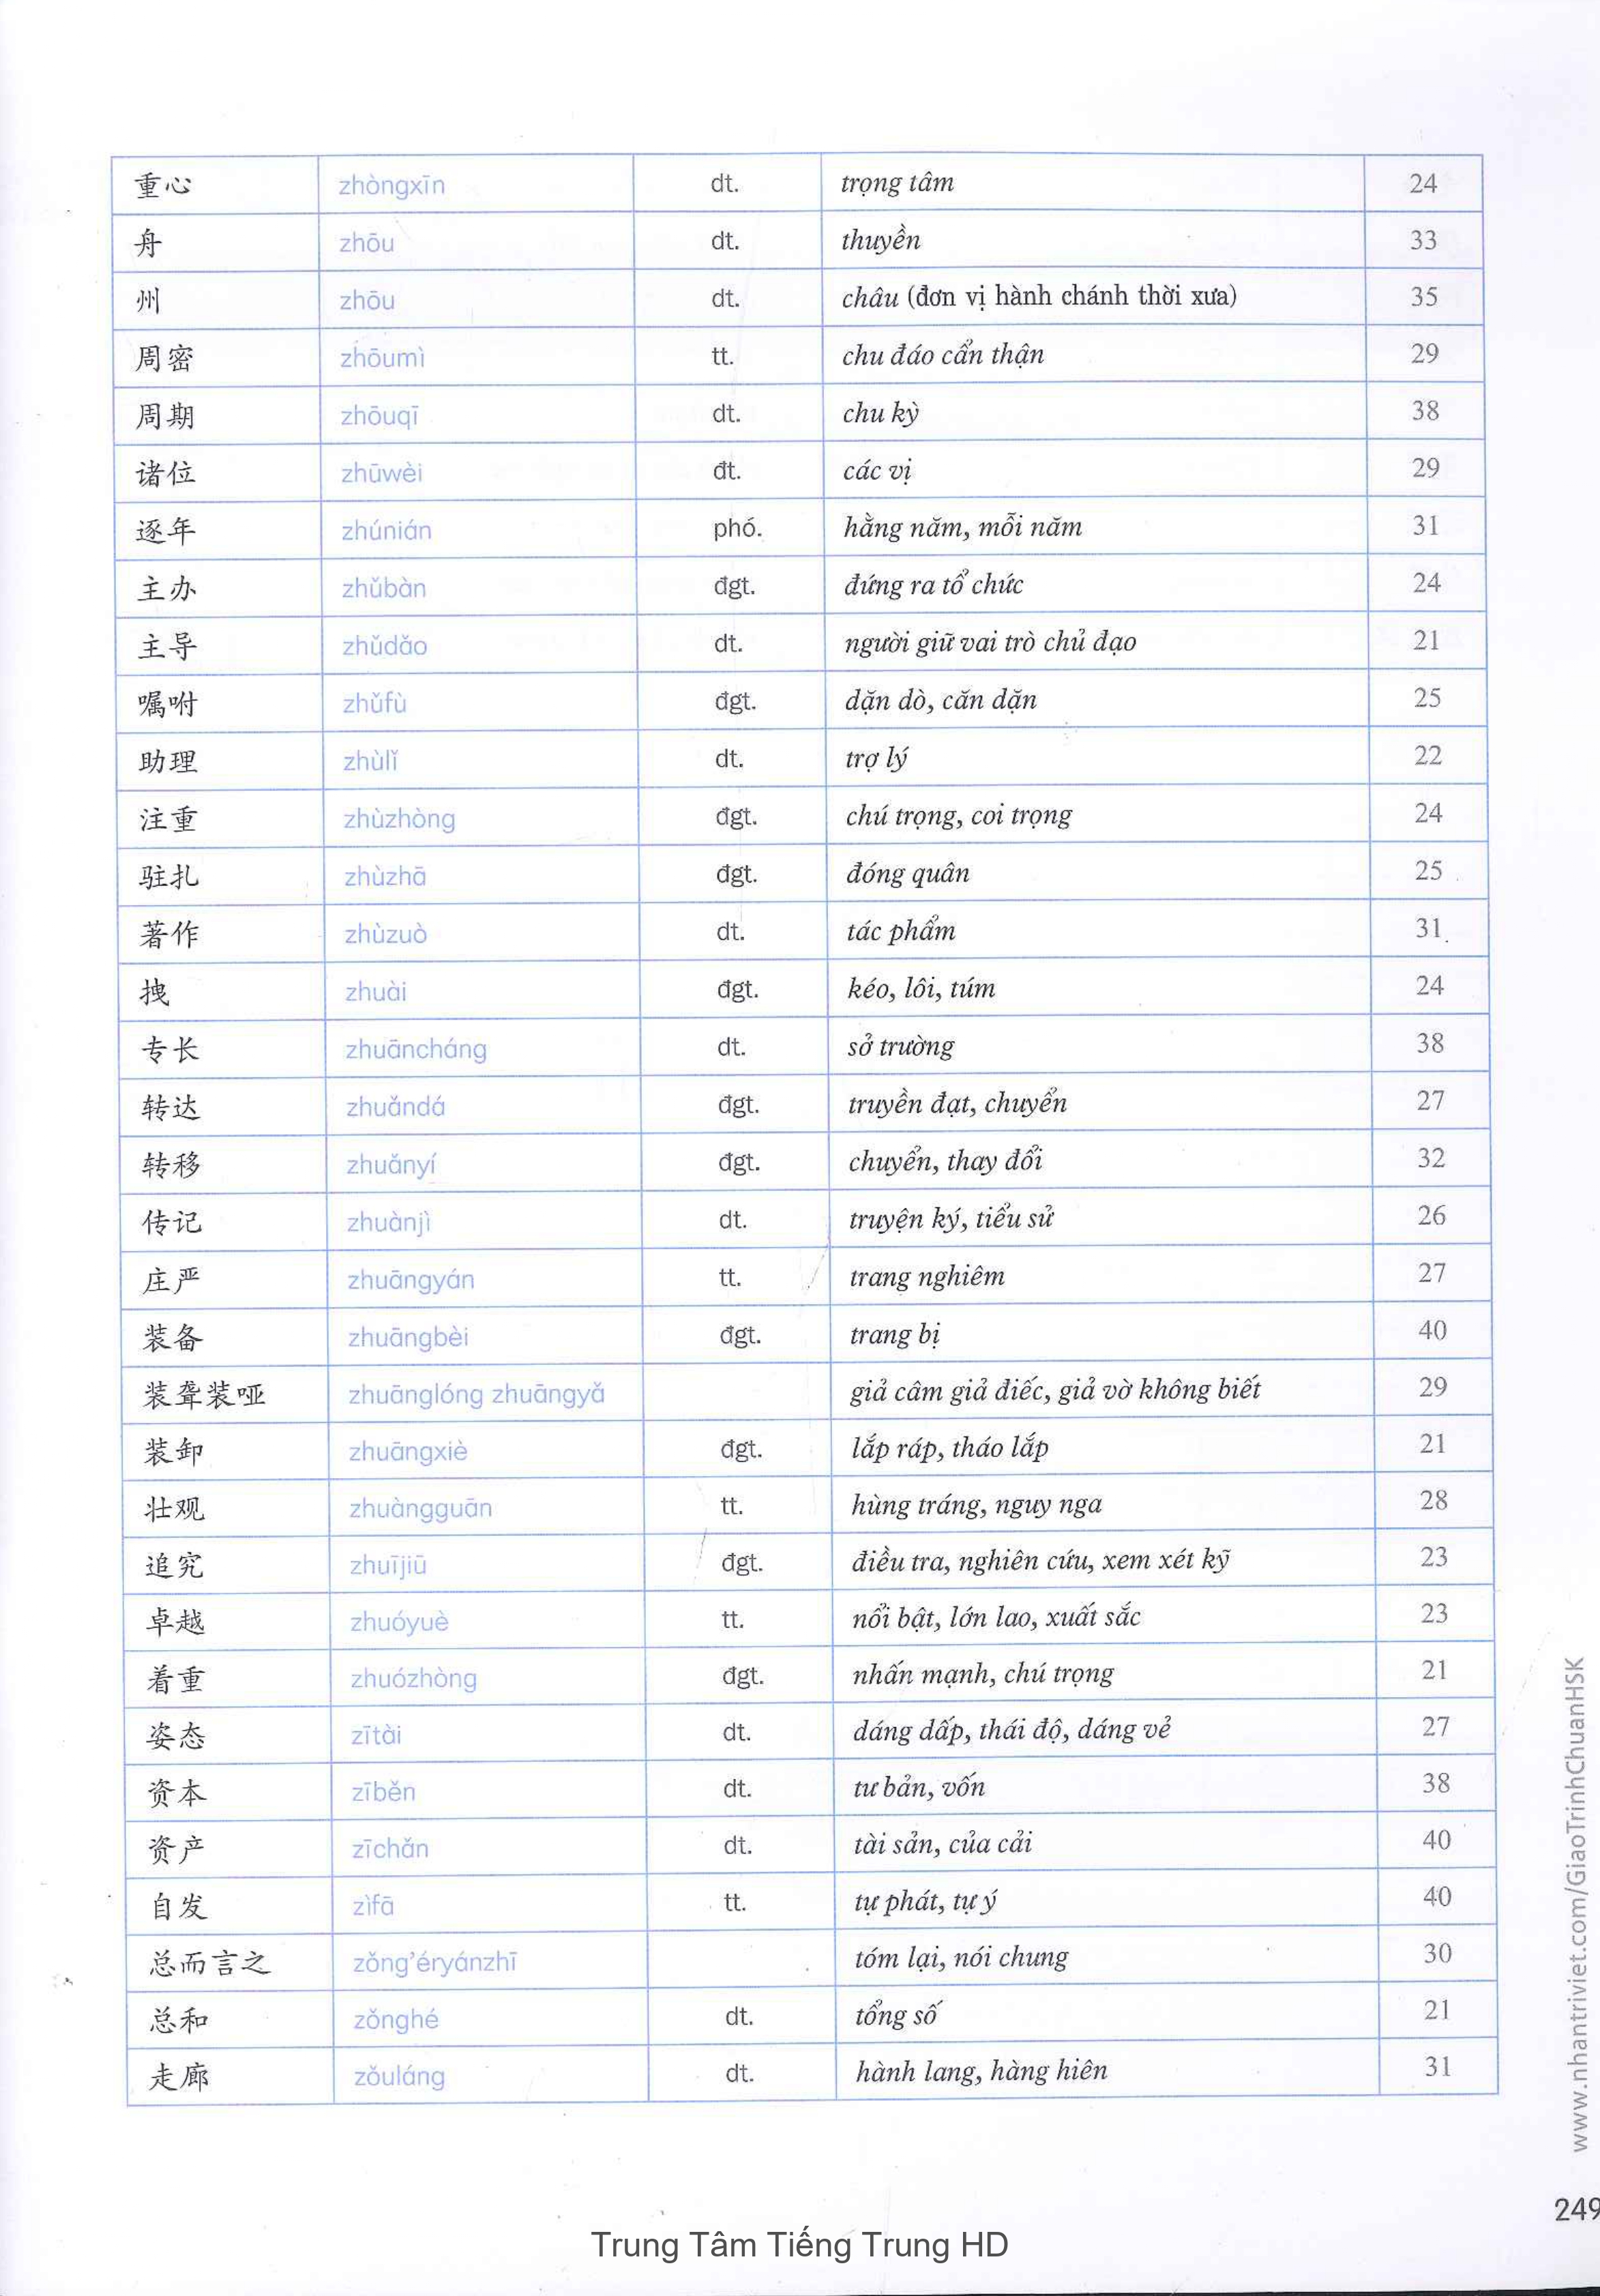 重心 zhòngxīn dt. trọng tâm 24
舟 zhōu dt. thuyền 33
州 zhōu dt. châu (đơn vị hành chánh thời xưa) 35
周密 zhōumì tt. chu đáo cẩn thận 29
周期 zhōuqī dt. chu kỳ 38
诸位 zhūwèi đt. các vị 29
逐年 zhúnián phó. hằng năm, mỗi năm 31
主办 zhǔbàn đgt. đứng ra tổ chức 24
主导 zhǔdǎo dt. người giữ vai trò chủ đạo 21
嘱咐 zhǔfù đgt. dặn dò, căn dặn 25
助理 zhùlǐ dt. trợ lý 22
注重 zhùzhòng đgt. chú trọng, coi trọng 24
驻扎 zhùzhā đgt. đóng quân 25
著作 zhùzuò dt. tác phẩm 31
拽 zhuài đgt. kéo, lôi, túm 24
专长 zhuāncháng dt. sở trường 38
转达 zhuǎndá đgt. truyền đạt, chuyển 27
转移 zhuǎnyí đgt. chuyển, thay đổi 32
传记 zhuànjì dt. truyện ký, tiểu sử 26
庄严 zhuāngyán tt. trang nghiêm 27
装备 zhuāngbèi đgt. trang bị 40
装聋装哑 zhuānglóng zhuāngyǎ giả câm giả điếc, giả vờ không biết 29
装卸 zhuāngxiè đgt. lắp ráp, tháo lắp 21
壮观 zhuàngguān tt. hùng tráng, nguy nga 28
追究 zhuījiū đgt. điều tra, nghiên cứu, xem xét kỹ 23
卓越 zhuóyuè tt. nổi bật, lớn lao, xuất sắc 23
着重 zhuózhòng đgt. nhấn mạnh, chú trọng 21
姿态 zītài dt. dáng dấp, thái độ, dáng vẻ 27
资本 zīběn dt. tư bản, vốn 38
资产 zīchǎn dt. tài sản, của cải 40
自发 zìfā tt. tự phát, tự ý 40
总而言之 zǒng'éryánzhī tóm lại, nói chung 30
总和 zǒnghé dt. tổng số 21
走廊 zǒuláng dt. hành lang, hàng hiên 31
www.nhantriviet.com/GiaoTrinhChuanHSK
249
Trung Tâm Tiếng Trung HD